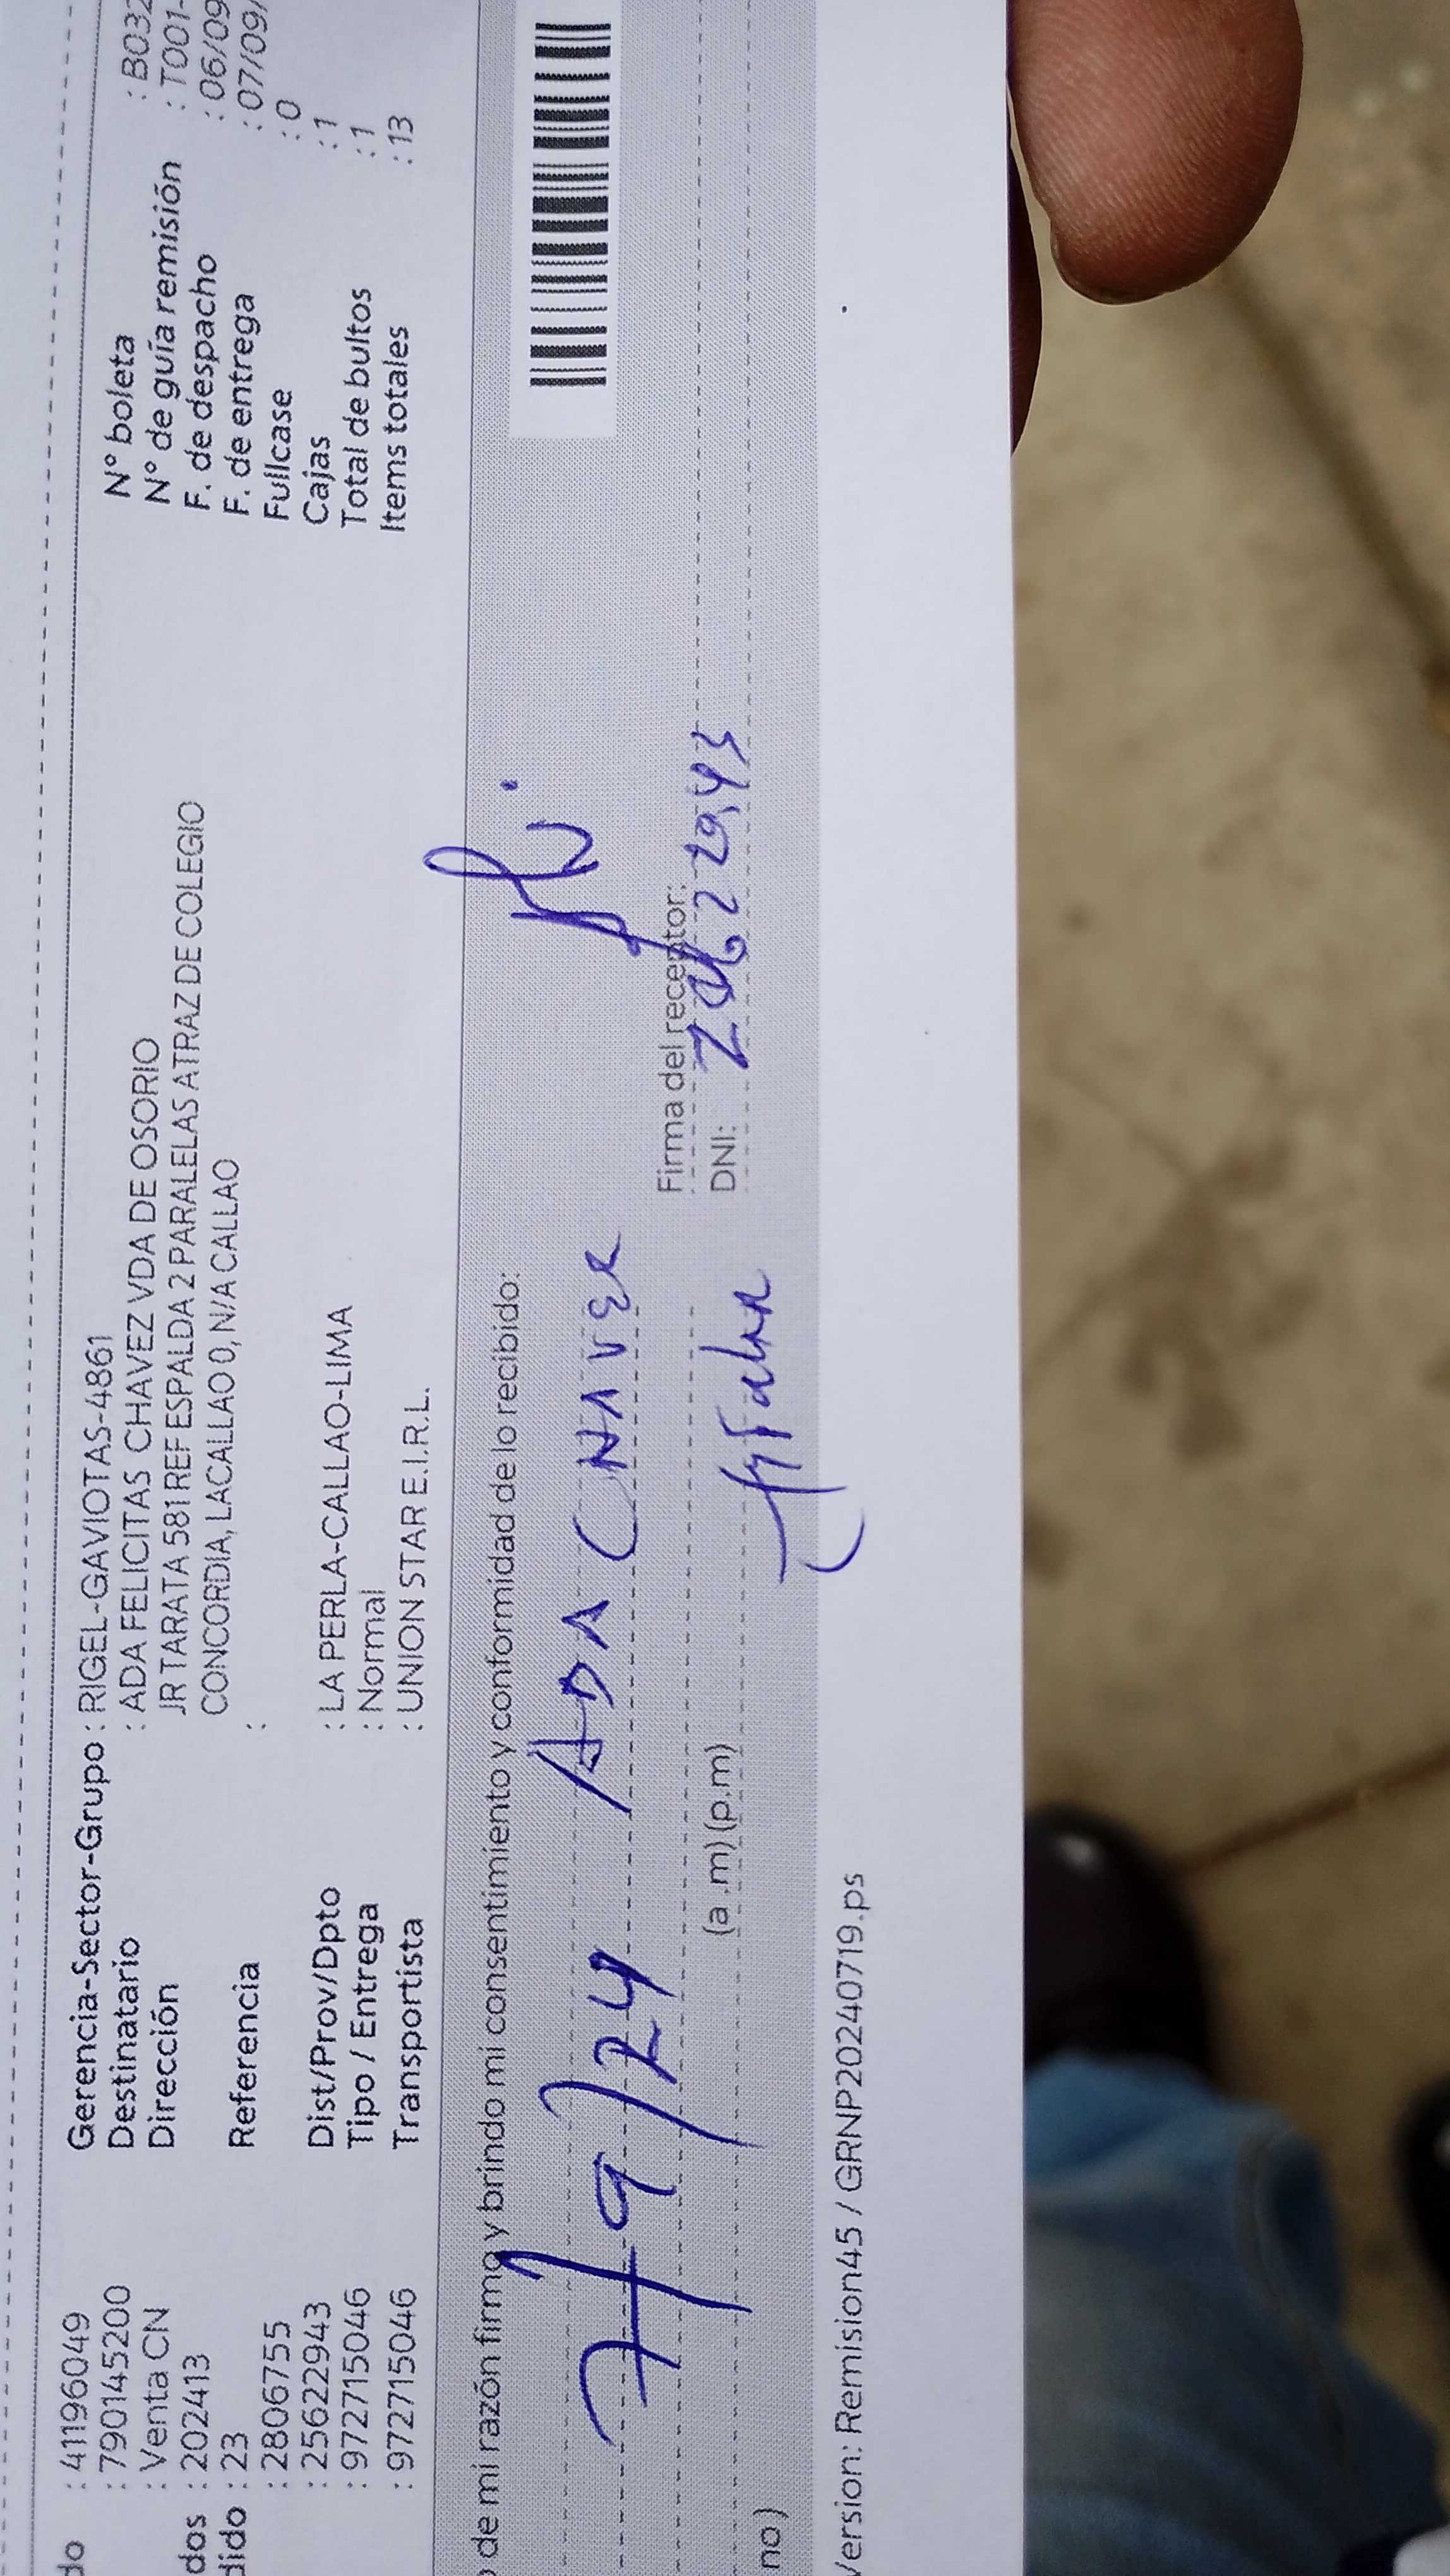 do : 41196049 Gerencia-Sector-Grupo : RIGEL-GAVIOTAS-4861 N° boleta : B032
: 790145200 Destinatario : ADA FELICITAS CHAVEZ VDA DE OSORIO N° de guía remisión : T001-
: Venta CN Dirección JR TARATA 581 REF ESPALDA 2 PARALELAS ATRAZ DE COLEGIO F. de despacho : 06/09
dos : 202413 CONCORDIA, LACALLAO 0, N/A CALLAO F. de entrega : 07/09/
dido : 23 Referencia : Fullcase : 0
: 2806755 Cajas : 1
: 25622943 Dist/Prov/Dpto : LA PERLA-CALLAO-LIMA Total de bultos : 1
: 972715046 Tipo / Entrega : Normal Items totales : 13
: 972715046 Transportista : UNION STAR E.I.R.L.
de mi razón firmo y brindo mi consentimiento y conformidad de lo recibido:
7/9/24 ADA
Firma del receptor:
(a .m) (p.m) DNI:
no)
Version: Remision45 / GRNP20240719.ps